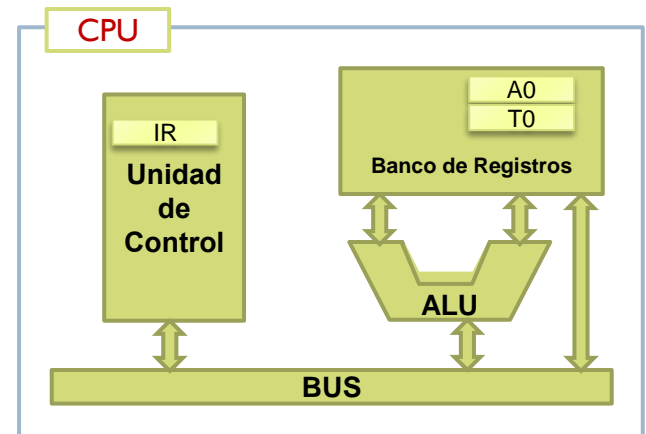 CPU
IR
Unidad
de
Control
A0
T0
Banco de Registros
ALU
BUS